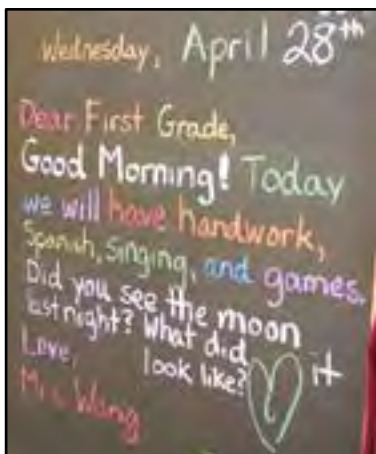 Wednesday, April 28th
Dear First Grade,
Good Morning! Today
we will have handwork,
Spanish, singing, and games.
Did you see the moon
last night? What did it
look like?
Love,
Wang